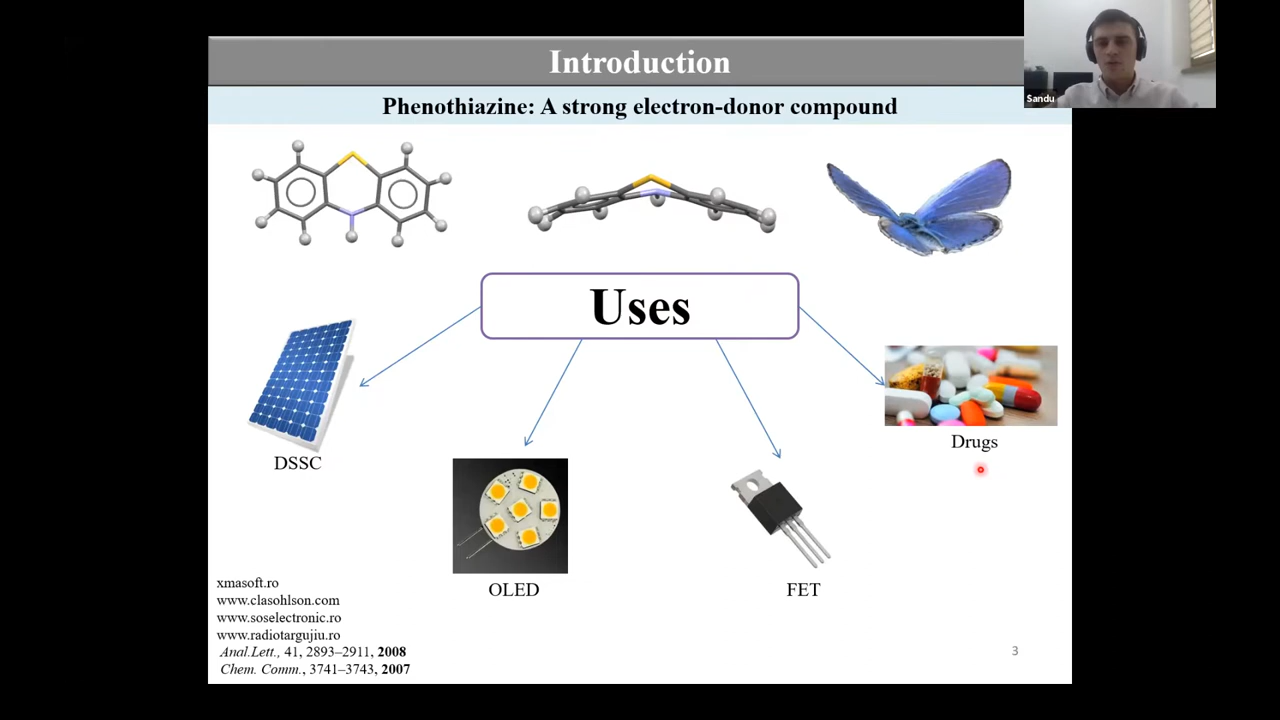 Introduction
Sandu
Phenothiazine: A strong electron-donor compound
Uses
Drugs
DSSC
OLED
FET
xmasoft.ro
www.clasohlson.com
www.soselectronic.ro
www.radiotargujiu.ro
Anal.Lett., 41, 2893–2911, 2008
Chem. Comm., 3741–3743, 2007
3